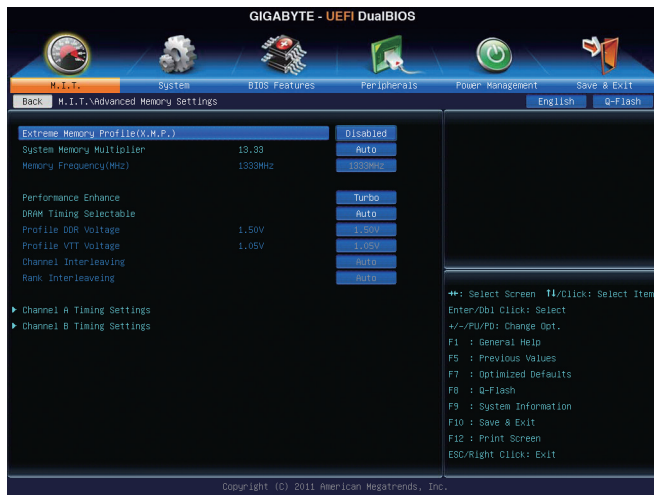 GIGABYTE - UEFI DualBIOS
M.I.T. System BIOS Features Peripherals Power Management Save & Exit
Back M.I.T.\Advanced Memory Settings English Q-Flash
Extreme Memory Profile(X.M.P.) Disabled
System Memory Multiplier 13.33 Auto
Memory Frequency(MHz) 1333MHz 1333MHz
Performance Enhance Turbo
DRAM Timing Selectable Auto
Profile DDR Voltage 1.50V 1.50V
Profile VTT Voltage 1.05V 1.05V
Channel Interleaving Auto
Rank Interleaveing Auto
Channel A Timing Settings
Channel B Timing Settings
→←: Select Screen ↑↓/Click: Select Item
Enter/Dbl Click: Select
+/-/PU/PD: Change Opt.
F1 : General Help
F5 : Previous Values
F7 : Optimized Defaults
F8 : Q-Flash
F9 : System Information
F10 : Save & Exit
F12 : Print Screen
ESC/Right Click: Exit
Copyright (C) 2011 American Megatrends, Inc.